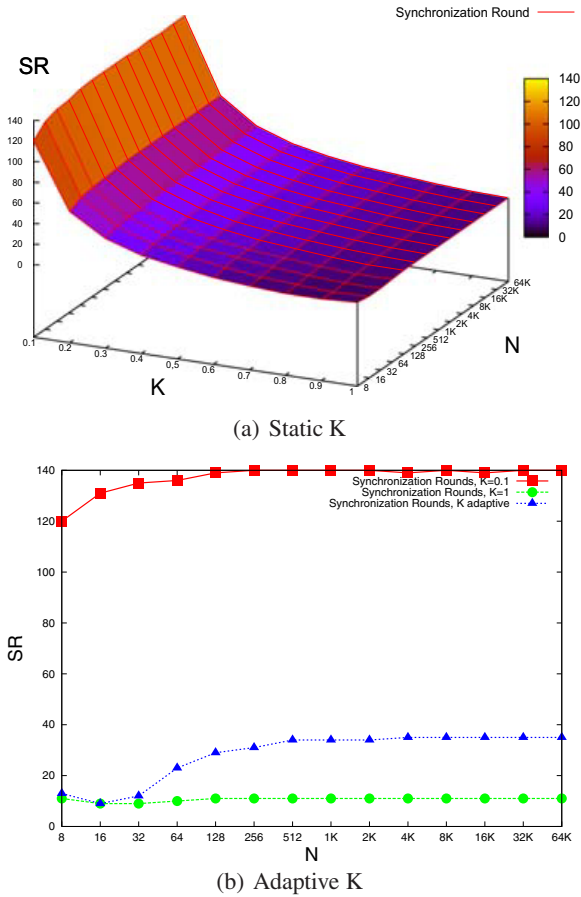 Synchronization Round
SR
140
120
100
80
60
40
20
0
140
120
100
80
60
40
20
0
0.1
0.2
0.3
0.4
0,5
0.6
0.7
0.8
0.9
1
K
8
16
32
64
128
256
512
1K
2K
4K
8K
16K
32K
64K
N
(a) Static K
140
120
100
80
60
40
20
0
SR
Synchronization Rounds, K=0.1
Synchronization Rounds, K=1
Synchronization Rounds, K adaptive
8 16 32 64 128 256 512 1K 2K 4K 8K 16K 32K 64K
N
(b) Adaptive K